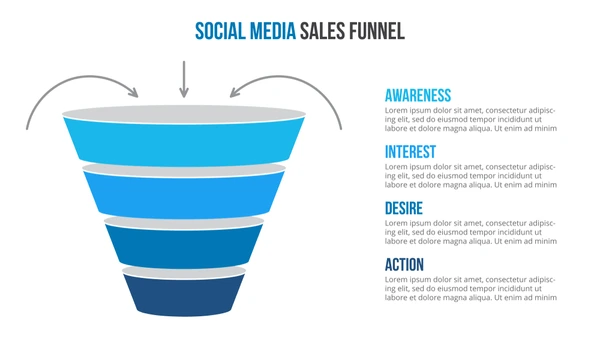 SOCIAL MEDIA SALES FUNNEL
AWARENESS
Lorem ipsum dolor sit amet, consectetur adipisc-
ing elit, sed do eiusmod tempor incididunt ut
labore et dolore magna aliqua. Ut enim ad minim
INTEREST
Lorem ipsum dolor sit amet, consectetur adipisc-
ing elit, sed do eiusmod tempor incididunt ut
labore et dolore magna aliqua. Ut enim ad minim
DESIRE
Lorem ipsum dolor sit amet, consectetur adipisc-
ing elit, sed do eiusmod tempor incididunt ut
labore et dolore magna aliqua. Ut enim ad minim
ACTION
Lorem ipsum dolor sit amet, consectetur adipisc-
ing elit, sed do eiusmod tempor incididunt ut
labore et dolore magna aliqua. Ut enim ad minim